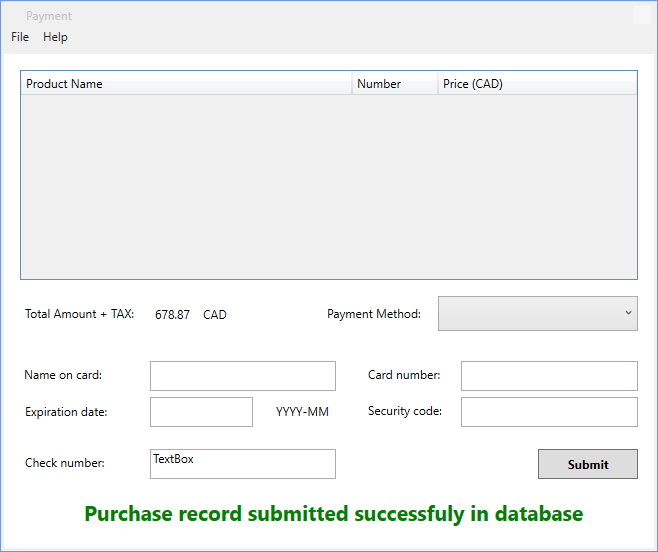 Payment
File Help
Product Name Number Price (CAD)
Total Amount + TAX: 678.87 CAD Payment Method:
Name on card: Card number:
Expiration date: YYYY-MM Security code:
Check number: TextBox Submit
Purchase record submitted successfuly in database